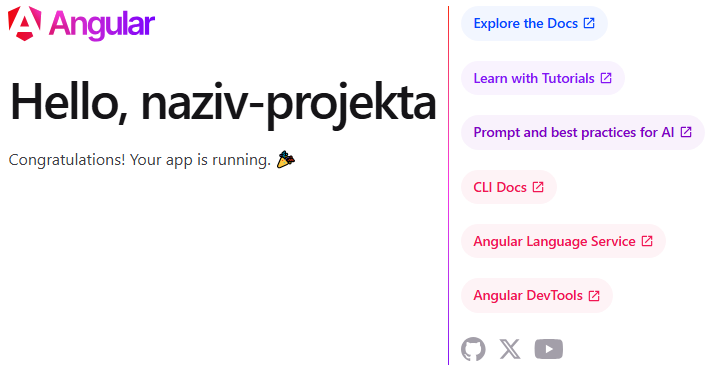 Angular
Hello, naziv-projekta
Congratulations! Your app is running. 🎉
Explore the Docs
Learn with Tutorials
Prompt and best practices for AI
CLI Docs
Angular Language Service
Angular DevTools